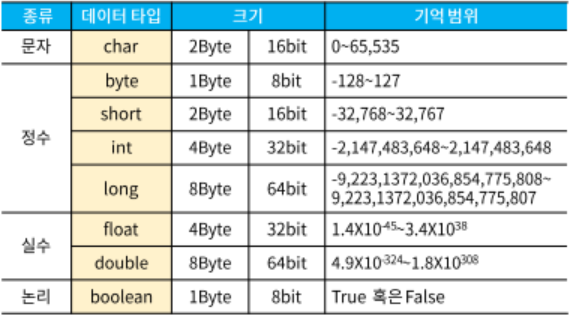 종류 데이터 타입 크기 기억 범위
문자 char 2Byte 16bit 0~65,535
정수 byte 1Byte 8bit -128~127
short 2Byte 16bit -32,768~32,767
int 4Byte 32bit -2,147,483,648~2,147,483,648
long 8Byte 64bit -9,223,1372,036,854,775,808~
9,223,1372,036,854,775,807
실수 float 4Byte 32bit 1.4X10-45~3.4X1038
double 8Byte 64bit 4.9X10-324~1.8X10308
논리 boolean 1Byte 8bit True 혹은 False